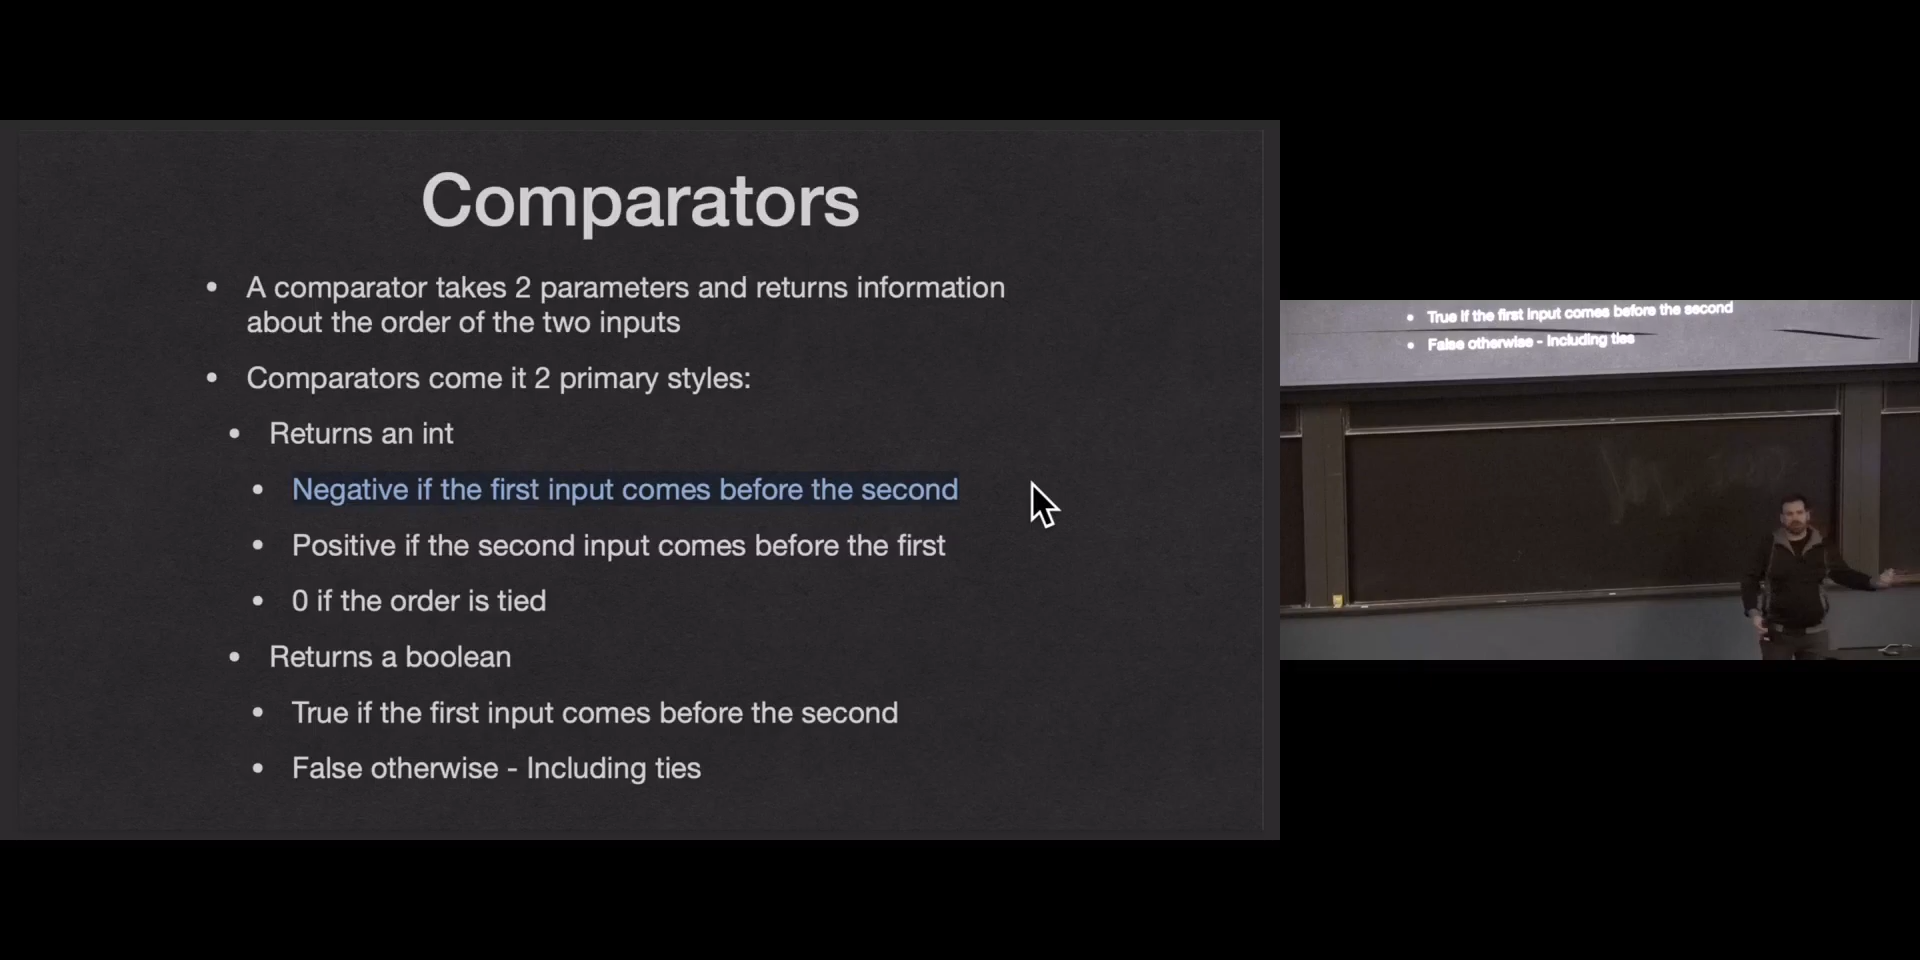 Comparators
• A comparator takes 2 parameters and returns information
about the order of the two inputs
• Comparators come it 2 primary styles:
• Returns an int
• Negative if the first input comes before the second
• Positive if the second input comes before the first
• 0 if the order is tied
• Returns a boolean
• True if the first input comes before the second
• False otherwise - Including ties
• True if the first input comes before the second
• False otherwise - Including ties